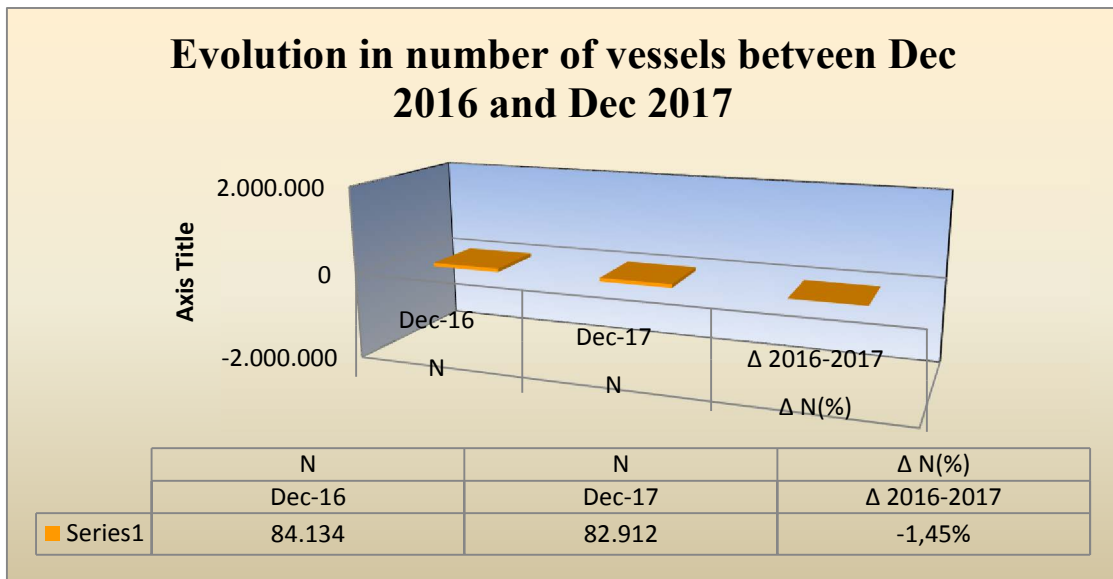 Evolution in number of vessels betveen Dec
2016 and Dec 2017
Axis Title
2.000.000
0
-2.000.000
Dec-16
Dec-17
Δ 2016-2017
N
N
Δ N(%)
N N Δ N(%)
Dec-16 Dec-17 Δ 2016-2017
Series1 84.134 82.912 -1,45%